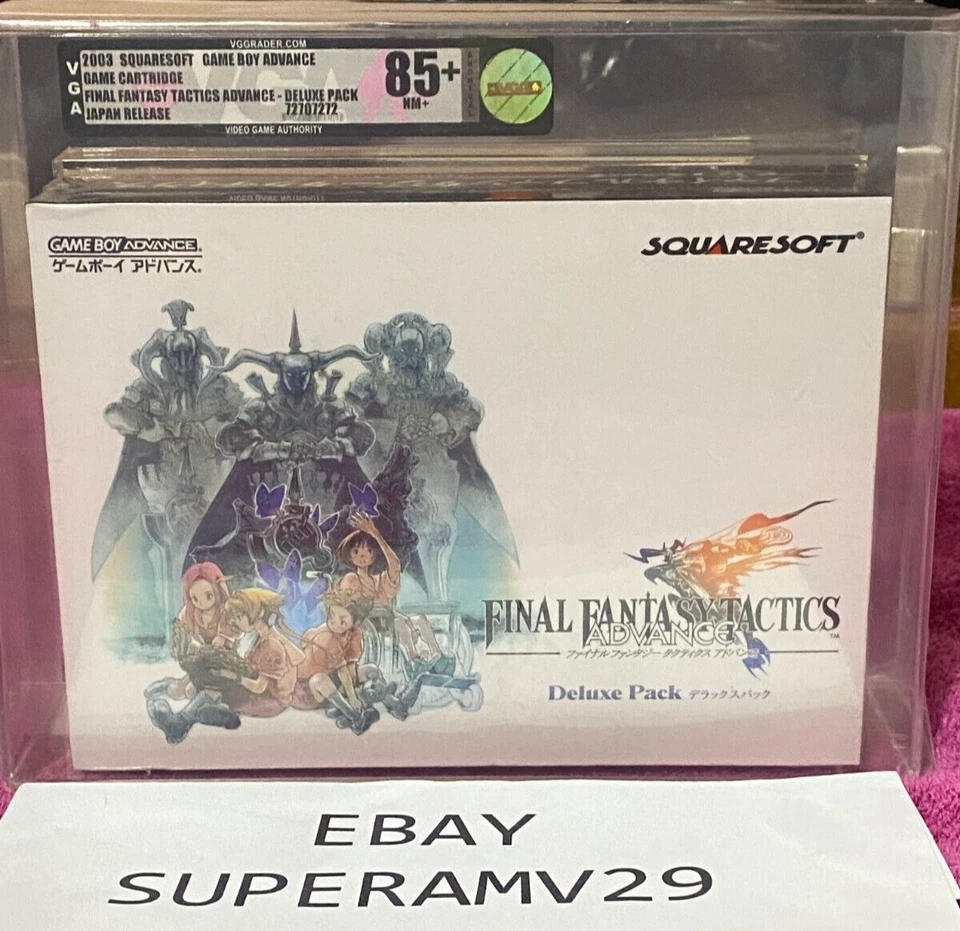 VGGRADER.COM
VGA
2003 SQUARESOFT GAME BOY ADVANCE
GAME CARTRIDGE
FINAL FANTASY TACTICS ADVANCE - DELUXE PACK
JAPAN RELEASE 72707272
85+
NM+
VIDEO GAME AUTHORITY
GAME BOY ADVANCE
ゲームボーイ アドバンス
SQUARESOFT®
FINAL FANTASY TACTICS
ADVANCE
TM
ファイナルファンタジー タクティクス アドバンス
Deluxe Pack デラックスパック
EBAY
SUPERAMV29